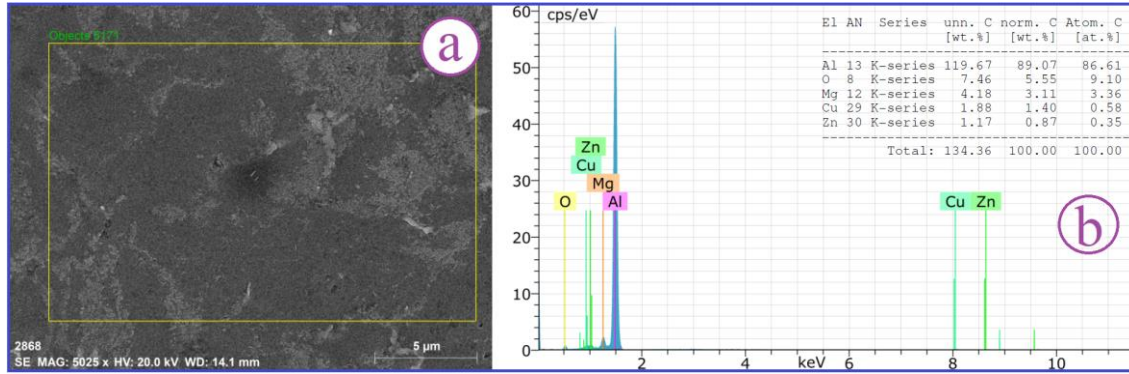 Objects 5171
a
2868
SE MAG: 5025 x HV: 20.0 kV WD: 14.1 mm
5 µm
cps/eV
60
50
40
30
20
10
0
2
4
6
8
10
keV
O
Zn
Cu
Mg
Al
Cu
Zn
El AN Series unn. C norm. C Atom. C
[wt.%] [wt.%] [at.%]
Al 13 K-series 119.67 89.07 86.61
O 8 K-series 7.46 5.55 9.10
Mg 12 K-series 4.18 3.11 3.36
Cu 29 K-series 1.88 1.40 0.58
Zn 30 K-series 1.17 0.87 0.35
Total: 134.36 100.00 100.00
b